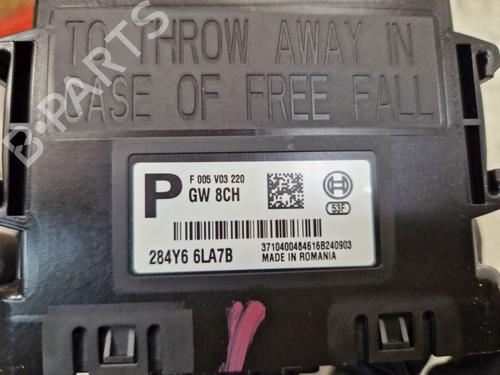 TO THROW AWAY IN
CASE OF FREE FALL
B-PARTS
P
F 005 V03 220
GW 8CH
53F
284Y6 6LA7B
3710400484616B240903
MADE IN ROMANIA